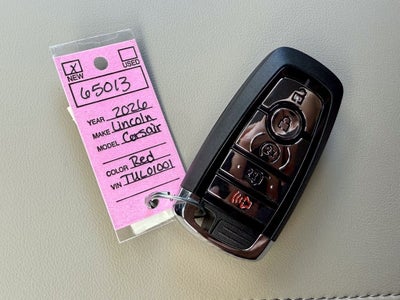 X
NEW
USED
65013
YEAR 2026
MAKE Lincoln
MODEL Corsair
COLOR Red
VIN TUL01001